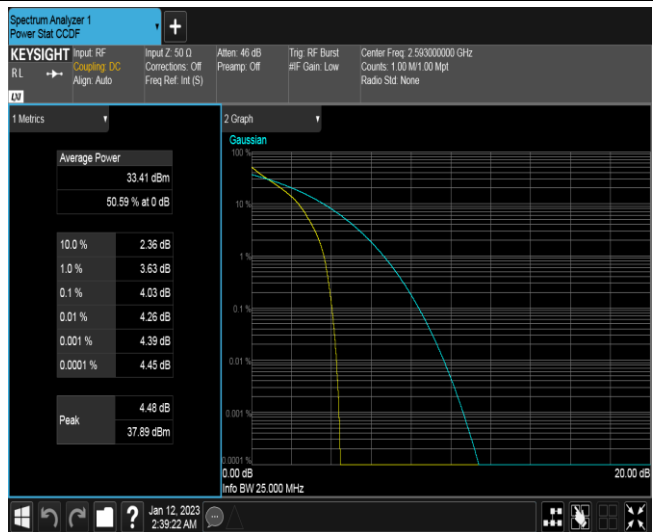 Spectrum Analyzer 1
Power Stat CCDF
+
KEYSIGHT
RL
LXI
Input: RF
Coupling: DC
Align: Auto
Input Z: 50 Ω
Corrections: Off
Freq Ref: Int (S)
Atten: 46 dB
Preamp: Off
Trig: RF Burst
#IF Gain: Low
Center Freq: 2.593000000 GHz
Counts: 1.00 M/1.00 Mpt
Radio Std: None
1 Metrics
Average Power
33.41 dBm
50.59 % at 0 dB
10.0 % 2.36 dB
1.0 % 3.63 dB
0.1 % 4.03 dB
0.01 % 4.26 dB
0.001 % 4.39 dB
0.0001 % 4.45 dB
Peak 4.48 dB
37.89 dBm
2 Graph
Gaussian
100 %
10 %
1 %
0.1 %
0.01 %
0.001 %
0.0001 %
0.00 dB 20.00 dB
Info BW 25.000 MHz
?
Jan 12, 2023
2:39:22 AM